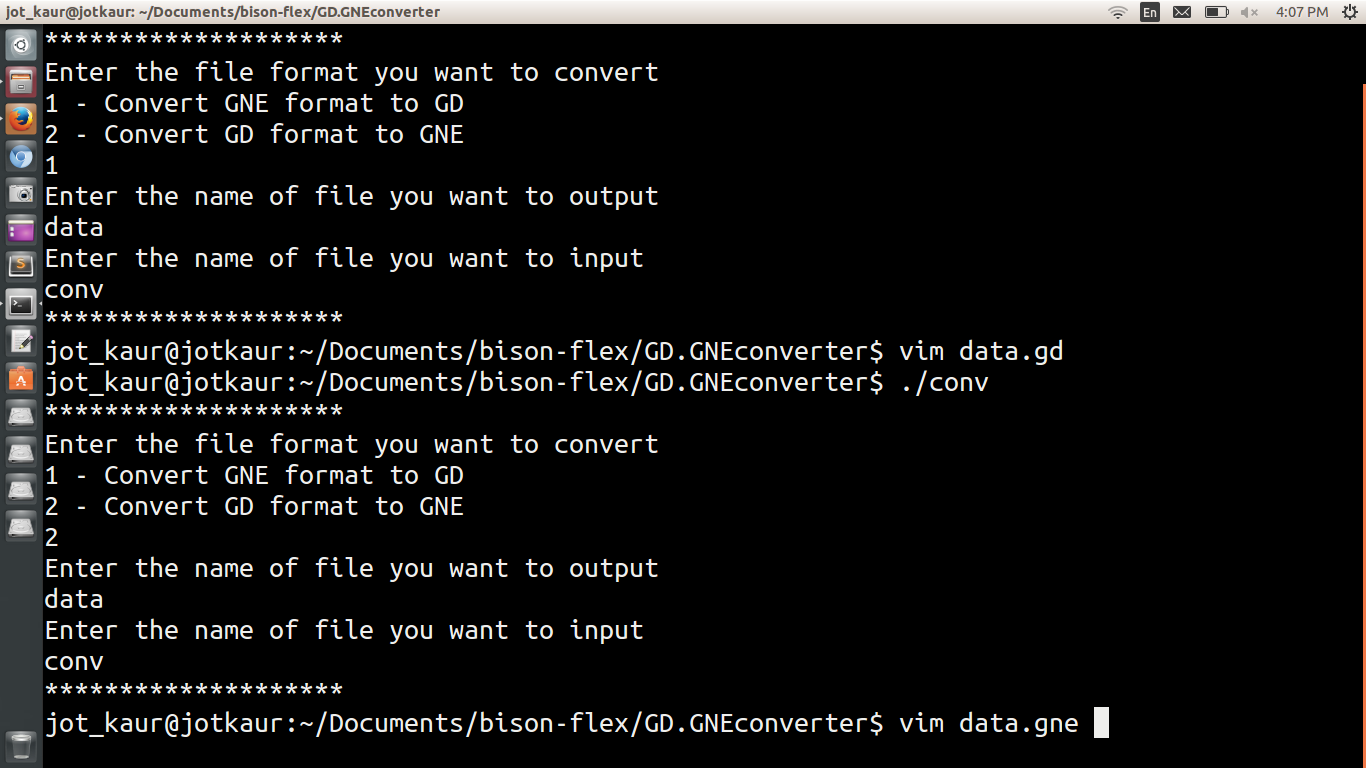 jot_kaur@jotkaur: ~/Documents/bison-flex/GD.GNEconverter
En
4:07 PM
********************
Enter the file format you want to convert
1 - Convert GNE format to GD
2 - Convert GD format to GNE
1
Enter the name of file you want to output
data
Enter the name of file you want to input
conv
********************
jot_kaur@jotkaur:~/Documents/bison-flex/GD.GNEconverter$ vim data.gd
jot_kaur@jotkaur:~/Documents/bison-flex/GD.GNEconverter$ ./conv
********************
Enter the file format you want to convert
1 - Convert GNE format to GD
2 - Convert GD format to GNE
2
Enter the name of file you want to output
data
Enter the name of file you want to input
conv
********************
jot_kaur@jotkaur:~/Documents/bison-flex/GD.GNEconverter$ vim data.gne